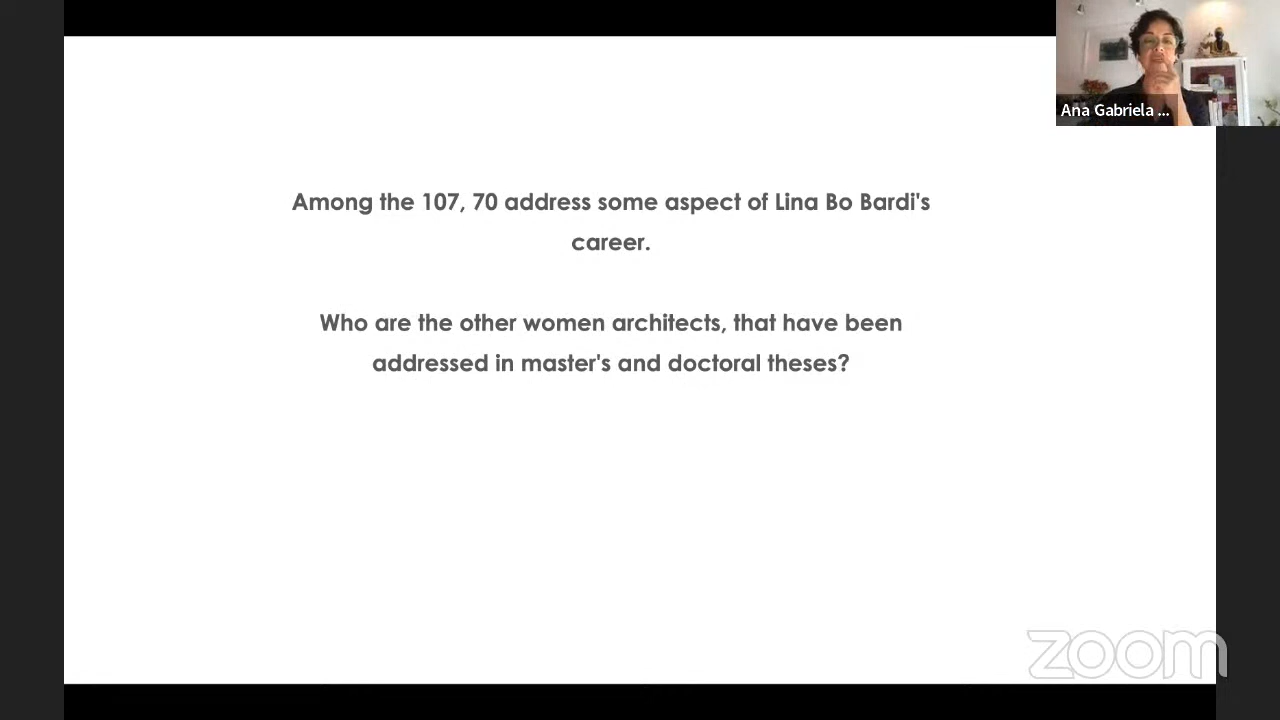 Ana Gabriela ...
Among the 107, 70 address some aspect of Lina Bo Bardi's
career.
Who are the other women architects, that have been
addressed in master's and doctoral theses?
zoom